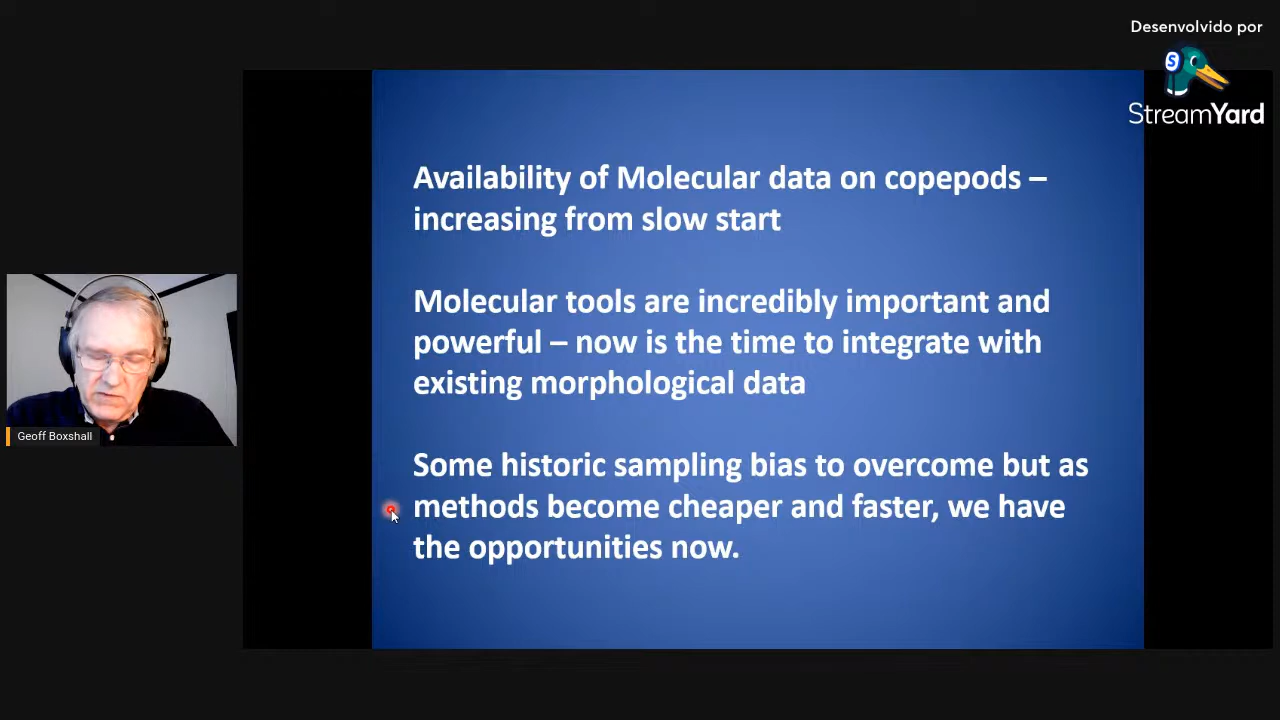 Desenvolvido por
S
StreamYard
Availability of Molecular data on copepods –
increasing from slow start
Molecular tools are incredibly important and
powerful – now is the time to integrate with
existing morphological data
Some historic sampling bias to overcome but as
methods become cheaper and faster, we have
the opportunities now.
Geoff Boxshall